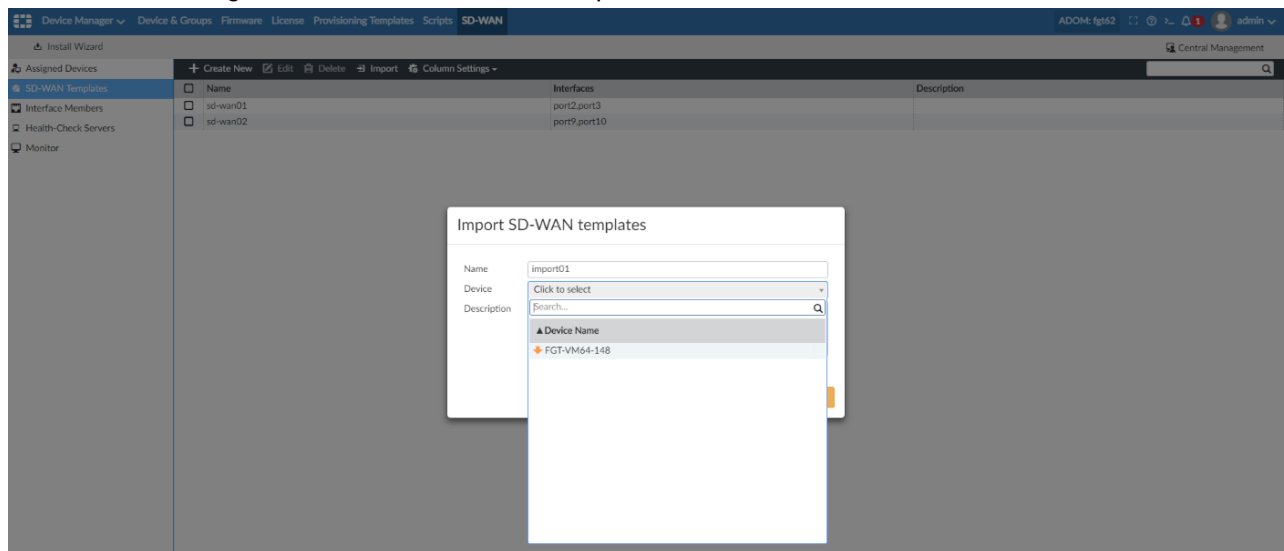 Device Manager Device & Groups Firmware License Provisioning Templates Scripts SD-WAN ADOM: fgt62 1 admin
Install Wizard Central Management
Assigned Devices + Create New Edit Delete Import Column Settings
SD-WAN Templates Name Interfaces Description
Interface Members sd-wan01 port2,port3
Health-Check Servers sd-wan02 port9,port10
Monitor
Import SD-WAN templates
Name import01
Device Click to select
Description Search...
▲ Device Name
FGT-VM64-148